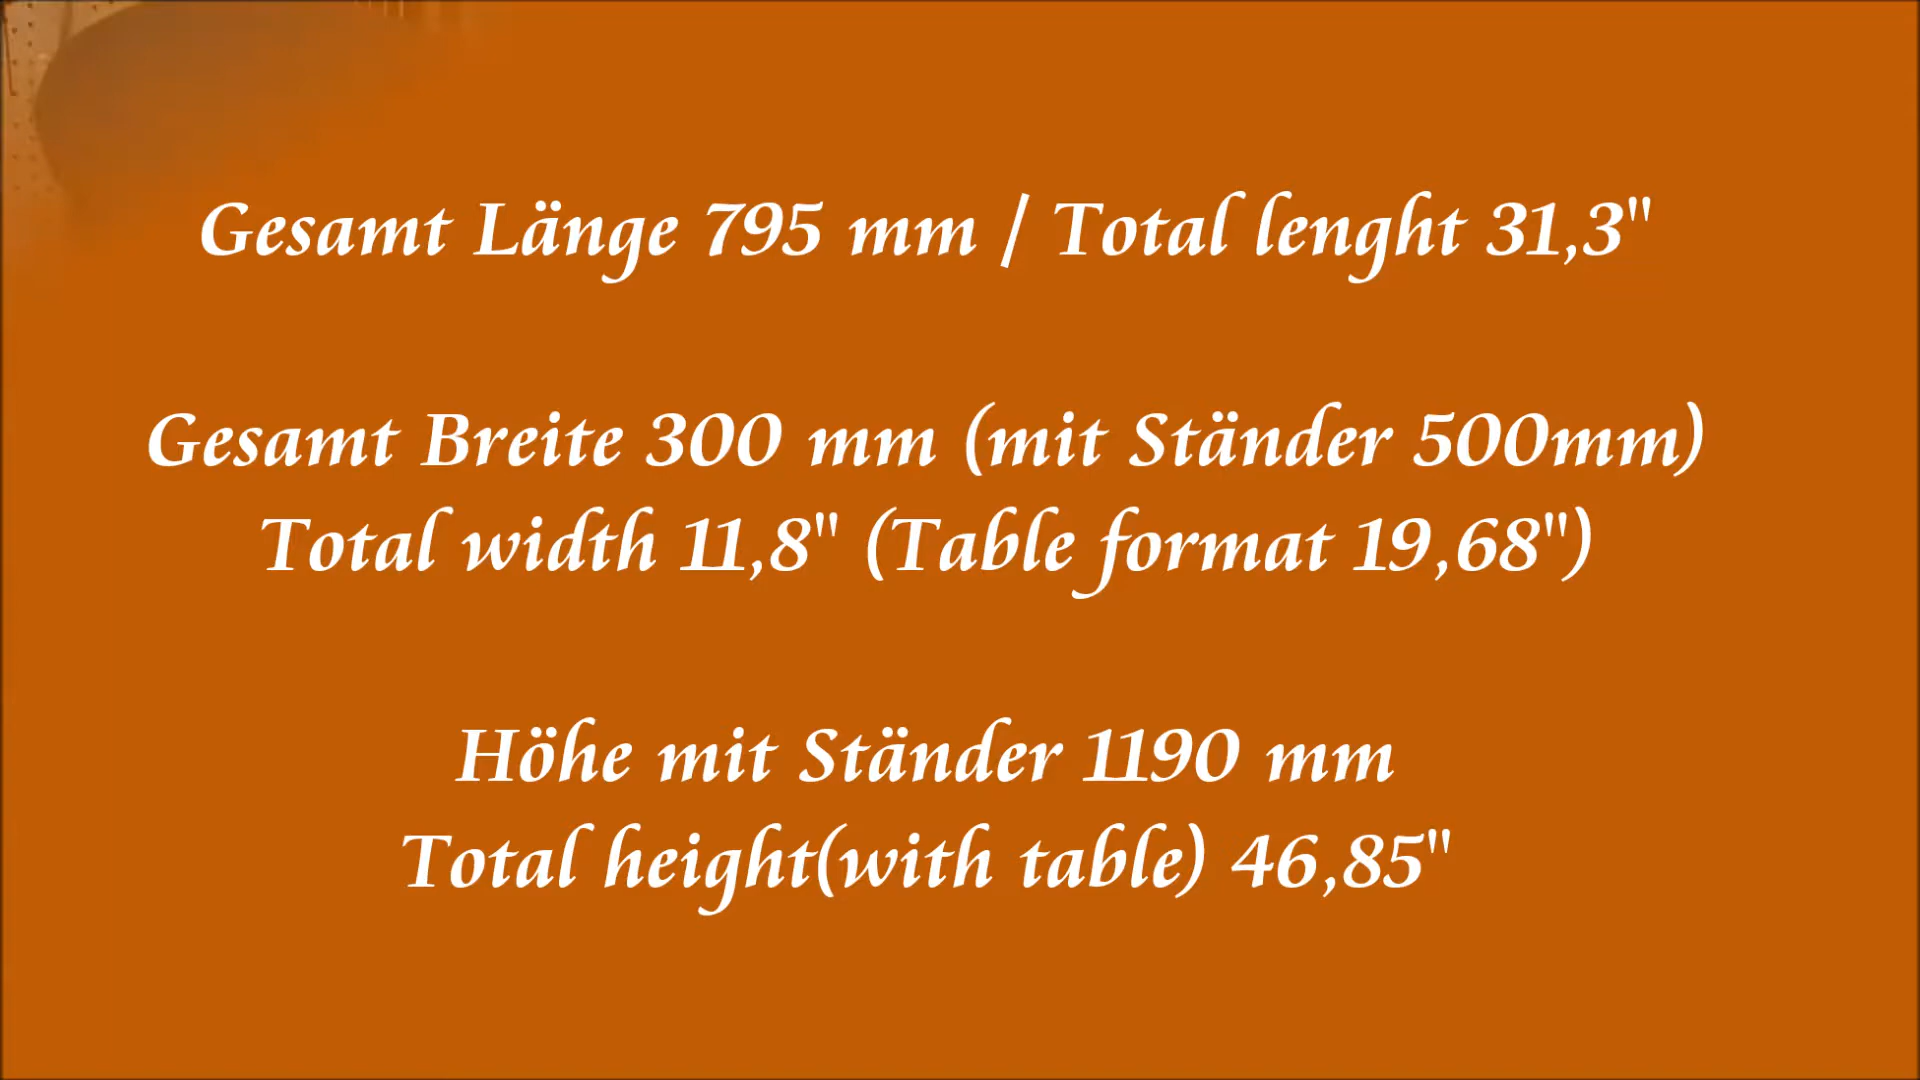 Gesamt Länge 795 mm / Total lenght 31,3"
Gesamt Breite 300 mm (mit Ständer 500mm)
Total width 11,8" (Table format 19,68")
Höhe mit Ständer 1190 mm
Total height(with table) 46,85"